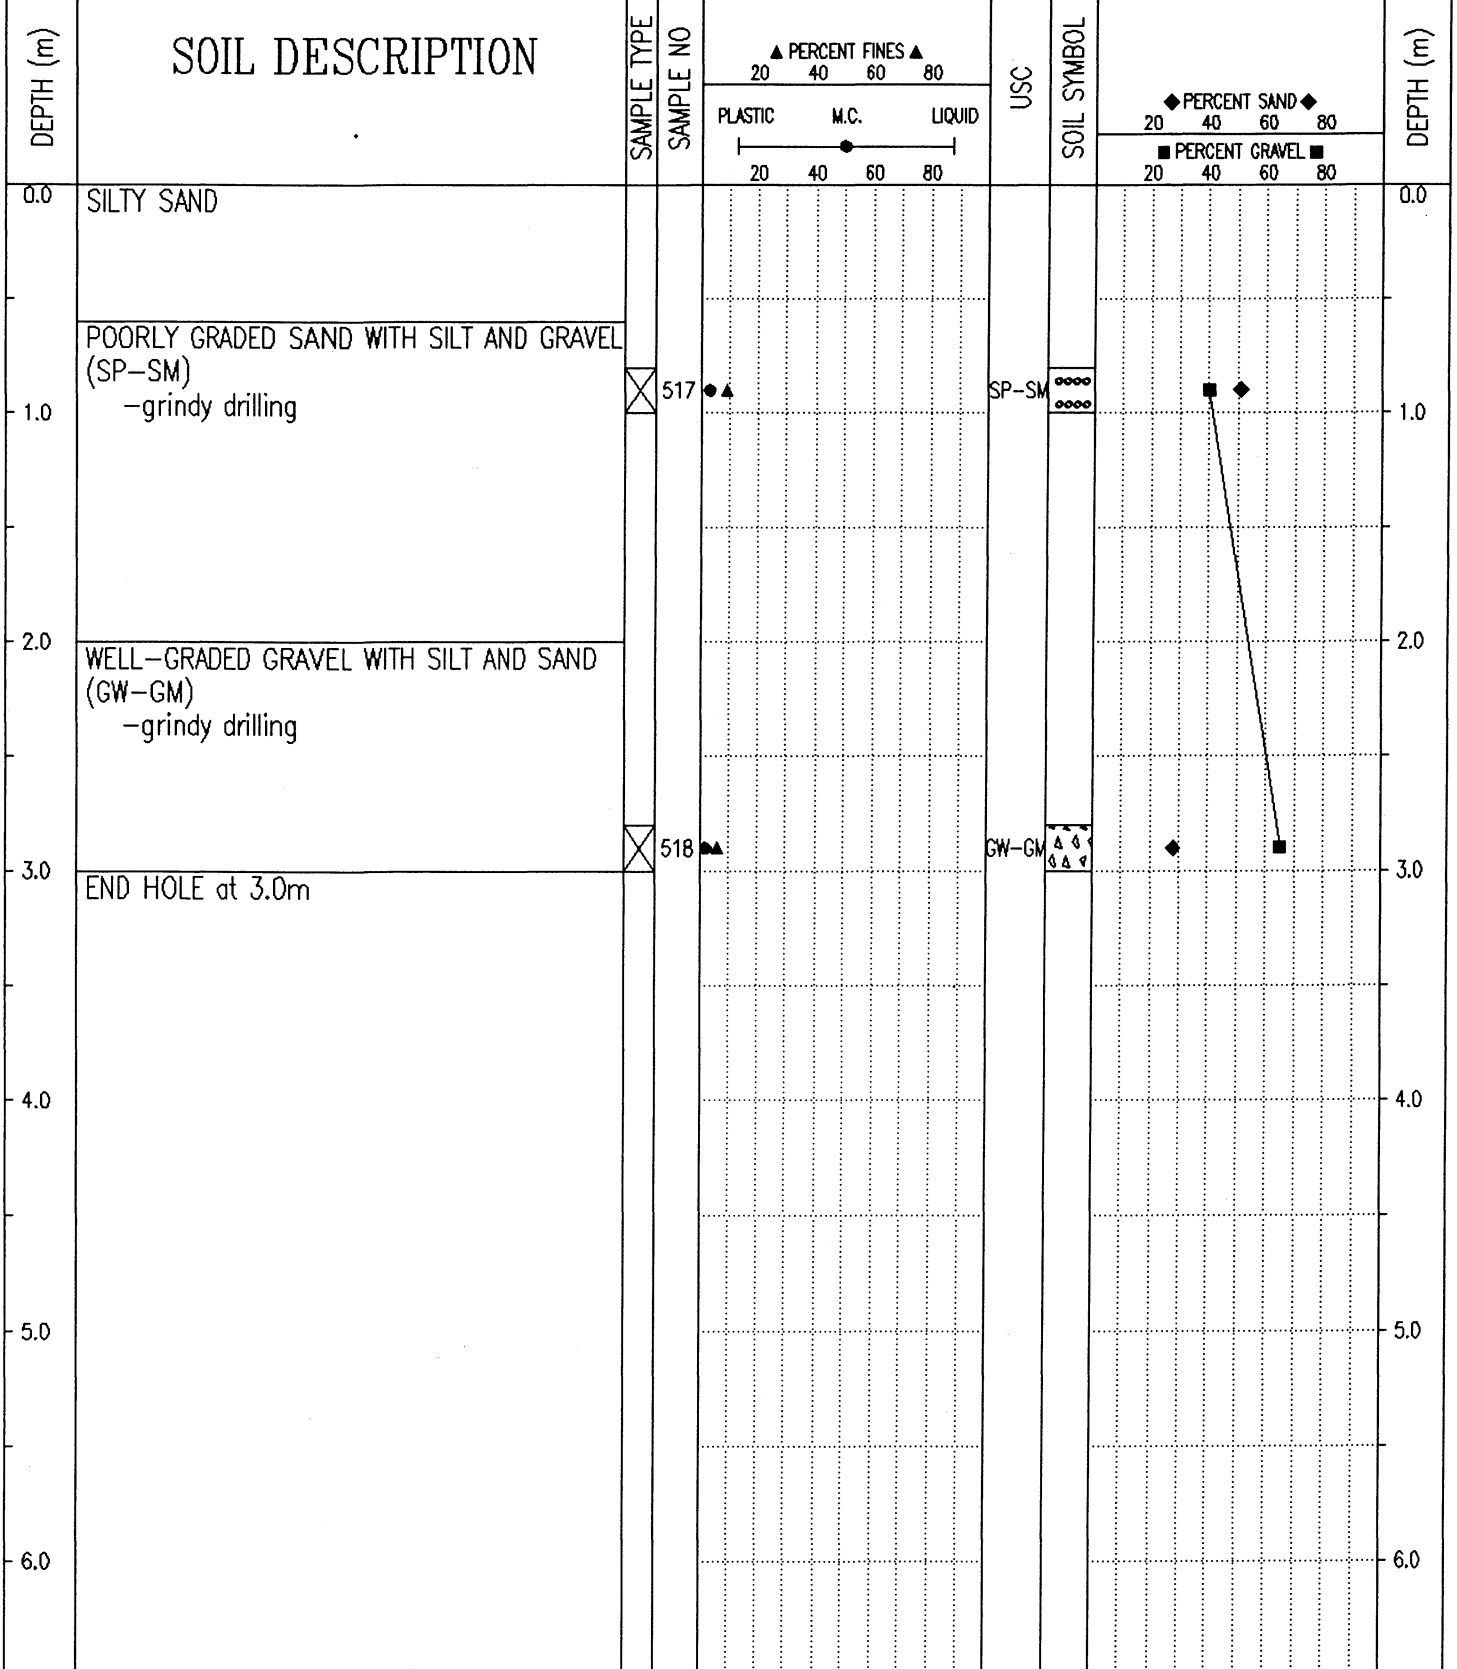 DEPTH (m)
SOIL DESCRIPTION
SAMPLE TYPE
SAMPLE NO
▲ PERCENT FINES ▲
20 40 60 80
PLASTIC M.C. LIQUID
20 40 60 80
USC
SOIL SYMBOL
◆ PERCENT SAND ◆
20 40 60 80
■ PERCENT GRAVEL ■
20 40 60 80
DEPTH (m)
0.0 SILTY SAND 0.0
POORLY GRADED SAND WITH SILT AND GRAVEL
(SP-SM)
517 SP-SM
-grindy drilling
1.0 1.0
2.0 2.0
WELL-GRADED GRAVEL WITH SILT AND SAND
(GW-GM)
-grindy drilling
518 GW-GM
3.0 3.0
END HOLE at 3.0m
4.0 4.0
5.0 5.0
6.0 6.0